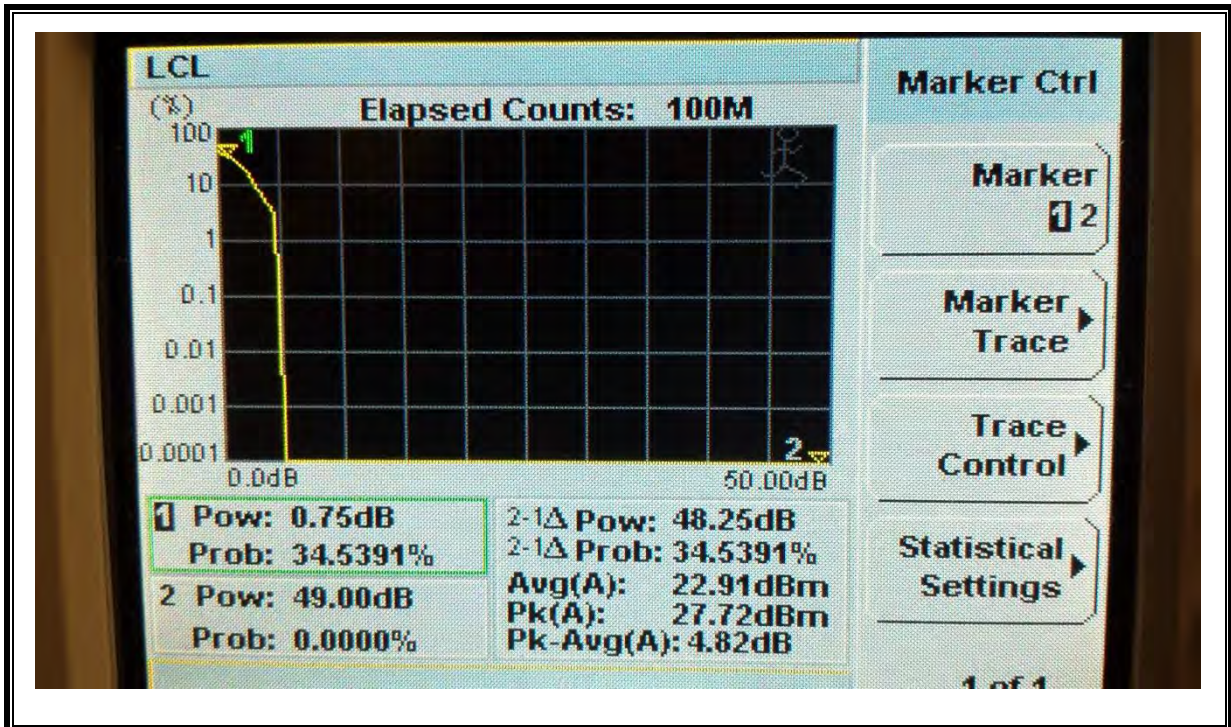 LCL
(%)
Elapsed Counts: 100M
100
1
10
1
0.1
0.01
0.001
0.0001
2
0.0dB
50.00dB
1 Pow: 0.75dB
Prob: 34.5391%
2 Pow: 49.00dB
Prob: 0.0000%
2-1Δ Pow: 48.25dB
2-1Δ Prob: 34.5391%
Avg(A): 22.91dBm
Pk(A): 27.72dBm
Pk-Avg(A): 4.82dB
Marker Ctrl
Marker
1 2
Marker
Trace
Trace
Control
Statistical
Settings
1 of 1